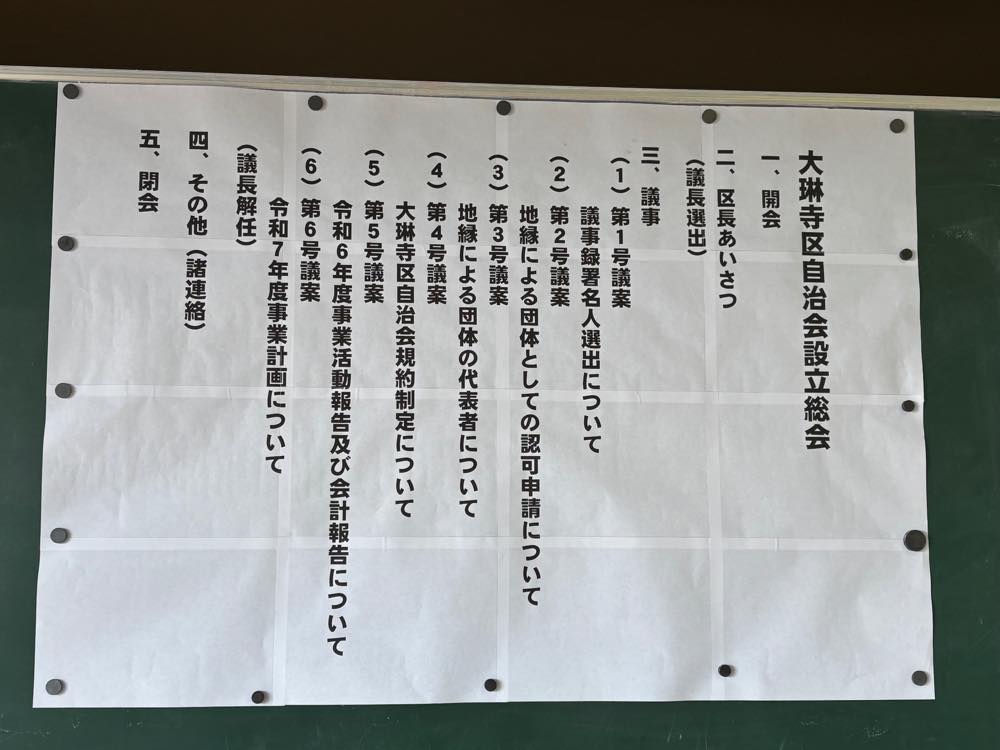 大琳寺区自治会設立総会
一、開会
二、区長あいさつ
(議長選出)
三、議事
(1)第1号議案
議事録署名人選出について
(2)第2号議案
地縁による団体としての認可申請について
(3)第3号議案
地縁による団体の代表者について
(4)第4号議案
大琳寺区自治会規約制定について
(5)第5号議案
令和6年度事業活動報告及び会計報告について
(6)第6号議案
令和7年度事業計画について
(議長解任)
四、その他(諸連絡)
五、閉会